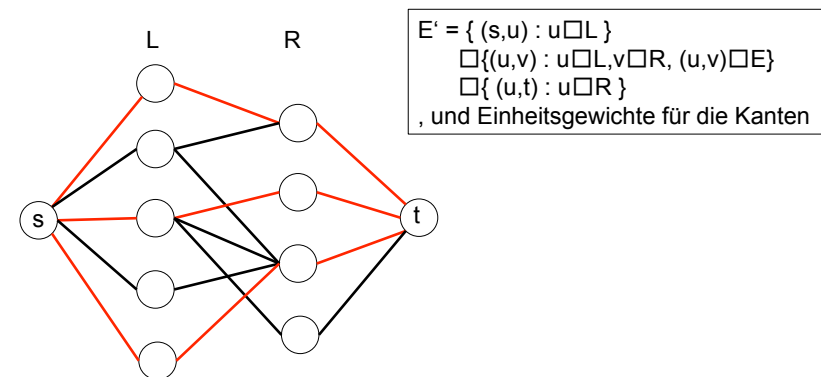 L R
E‘ = { (s,u) : u□L }
□{(u,v) : u□L,v□R, (u,v)□E}
□{ (u,t) : u□R }
, und Einheitsgewichte für die Kanten
s
t